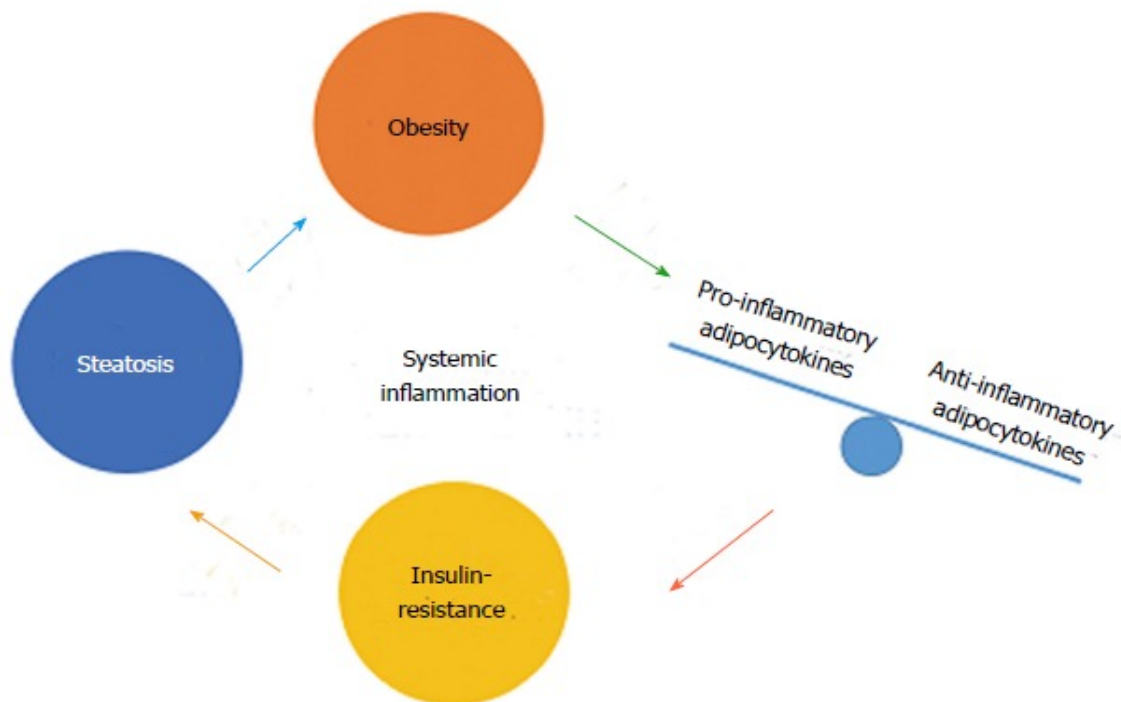 Obesity
Pro-inflammatory
adipocytokines
Anti-inflammatory
adipocytokines
Steatosis
Systemic
inflammation
Insulin-
resistance